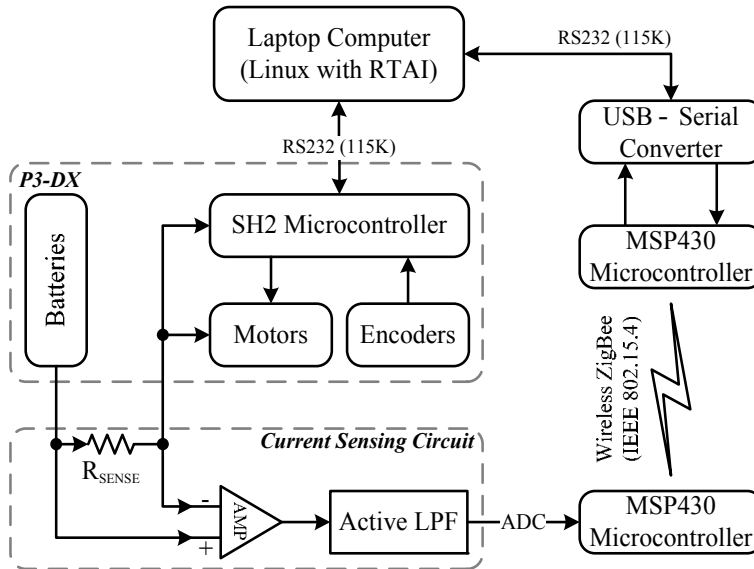 Laptop Computer
(Linux with RTAI)
RS232 (115K)
USB - Serial
Converter
RS232 (115K)
P3-DX
Batteries
SH2 Microcontroller
MSP430
Microcontroller
Motors
Encoders
Wireless ZigBee
(IEEE 802.15.4)
Current Sensing Circuit
RSENSE
-
+
AMP
Active LPF
ADC
MSP430
Microcontroller